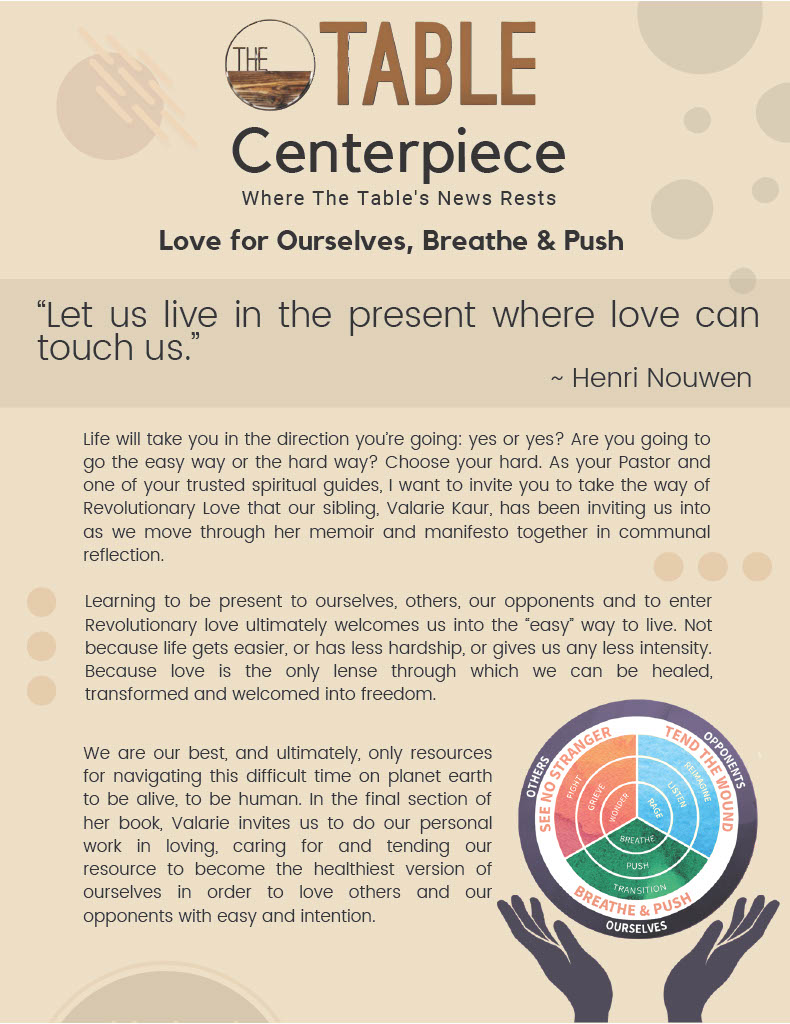 THE TABLE
Centerpiece
Where The Table's News Rests
Love for Ourselves, Breathe & Push
“Let us live in the present where love can
touch us.”
~ Henri Nouwen
Life will take you in the direction you’re going: yes or yes? Are you going to
go the easy way or the hard way? Choose your hard. As your Pastor and
one of your trusted spiritual guides, I want to invite you to take the way of
Revolutionary Love that our sibling, Valarie Kaur, has been inviting us into
as we move through her memoir and manifesto together in communal
reflection.
Learning to be present to ourselves, others, our opponents and to enter
Revolutionary love ultimately welcomes us into the “easy” way to live. Not
because life gets easier, or has less hardship, or gives us any less intensity.
Because love is the only lense through which we can be healed,
transformed and welcomed into freedom.
We are our best, and ultimately, only resources
for navigating this difficult time on planet earth
to be alive, to be human. In the final section of
her book, Valarie invites us to do our personal
work in loving, caring for and tending our
resource to become the healthiest version of
ourselves in order to love others and our
opponents with easy and intention.
OTHERS
SEE NO STRANGER
FIGHT
GRIEVE
WONDER
OPPONENTS
TEND THE WOUND
REIMAGINE
LISTEN
RAGE
BREATHE
PUSH
TRANSITION
BREATHE & PUSH
OURSELVES